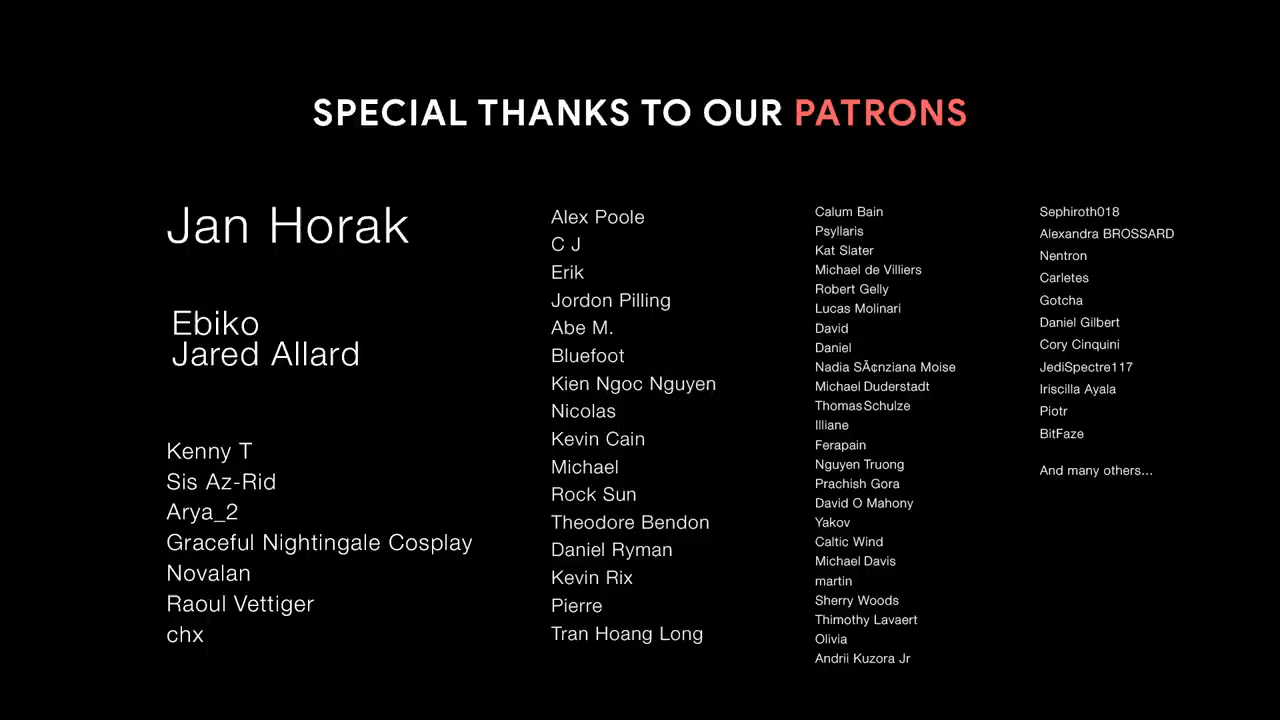 SPECIAL THANKS TO OUR PATRONS
Jan Horak
Ebiko
Jared Allard
Kenny T
Sis Az-Rid
Arya_2
Graceful Nightingale Cosplay
Novalan
Raoul Vettiger
chx
Alex Poole
C J
Erik
Jordon Pilling
Abe M.
Bluefoot
Kien Ngoc Nguyen
Nicolas
Kevin Cain
Michael
Rock Sun
Theodore Bendon
Daniel Ryman
Kevin Rix
Pierre
Tran Hoang Long
Calum Bain
Psyllaris
Kat Slater
Michael de Villiers
Robert Gelly
Lucas Molinari
David
Daniel
Nadia SÃ¢nziana Moise
Michael Duderstadt
Thomas Schulze
Illiane
Ferapain
Nguyen Truong
Prachish Gora
David O Mahony
Yakov
Caltic Wind
Michael Davis
martin
Sherry Woods
Thimothy Lavaert
Olivia
Andrii Kuzora Jr
Sephiroth018
Alexandra BROSSARD
Nentron
Carletes
Gotcha
Daniel Gilbert
Cory Cinquini
JediSpectre117
Iriscilla Ayala
Piotr
BitFaze
And many others...